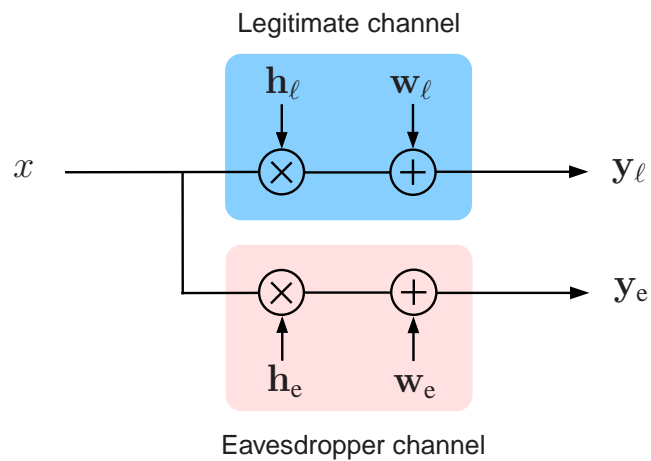 Legitimate channel
h_ℓ w_ℓ
x y_ℓ
y_e
h_e w_e
Eavesdropper channel